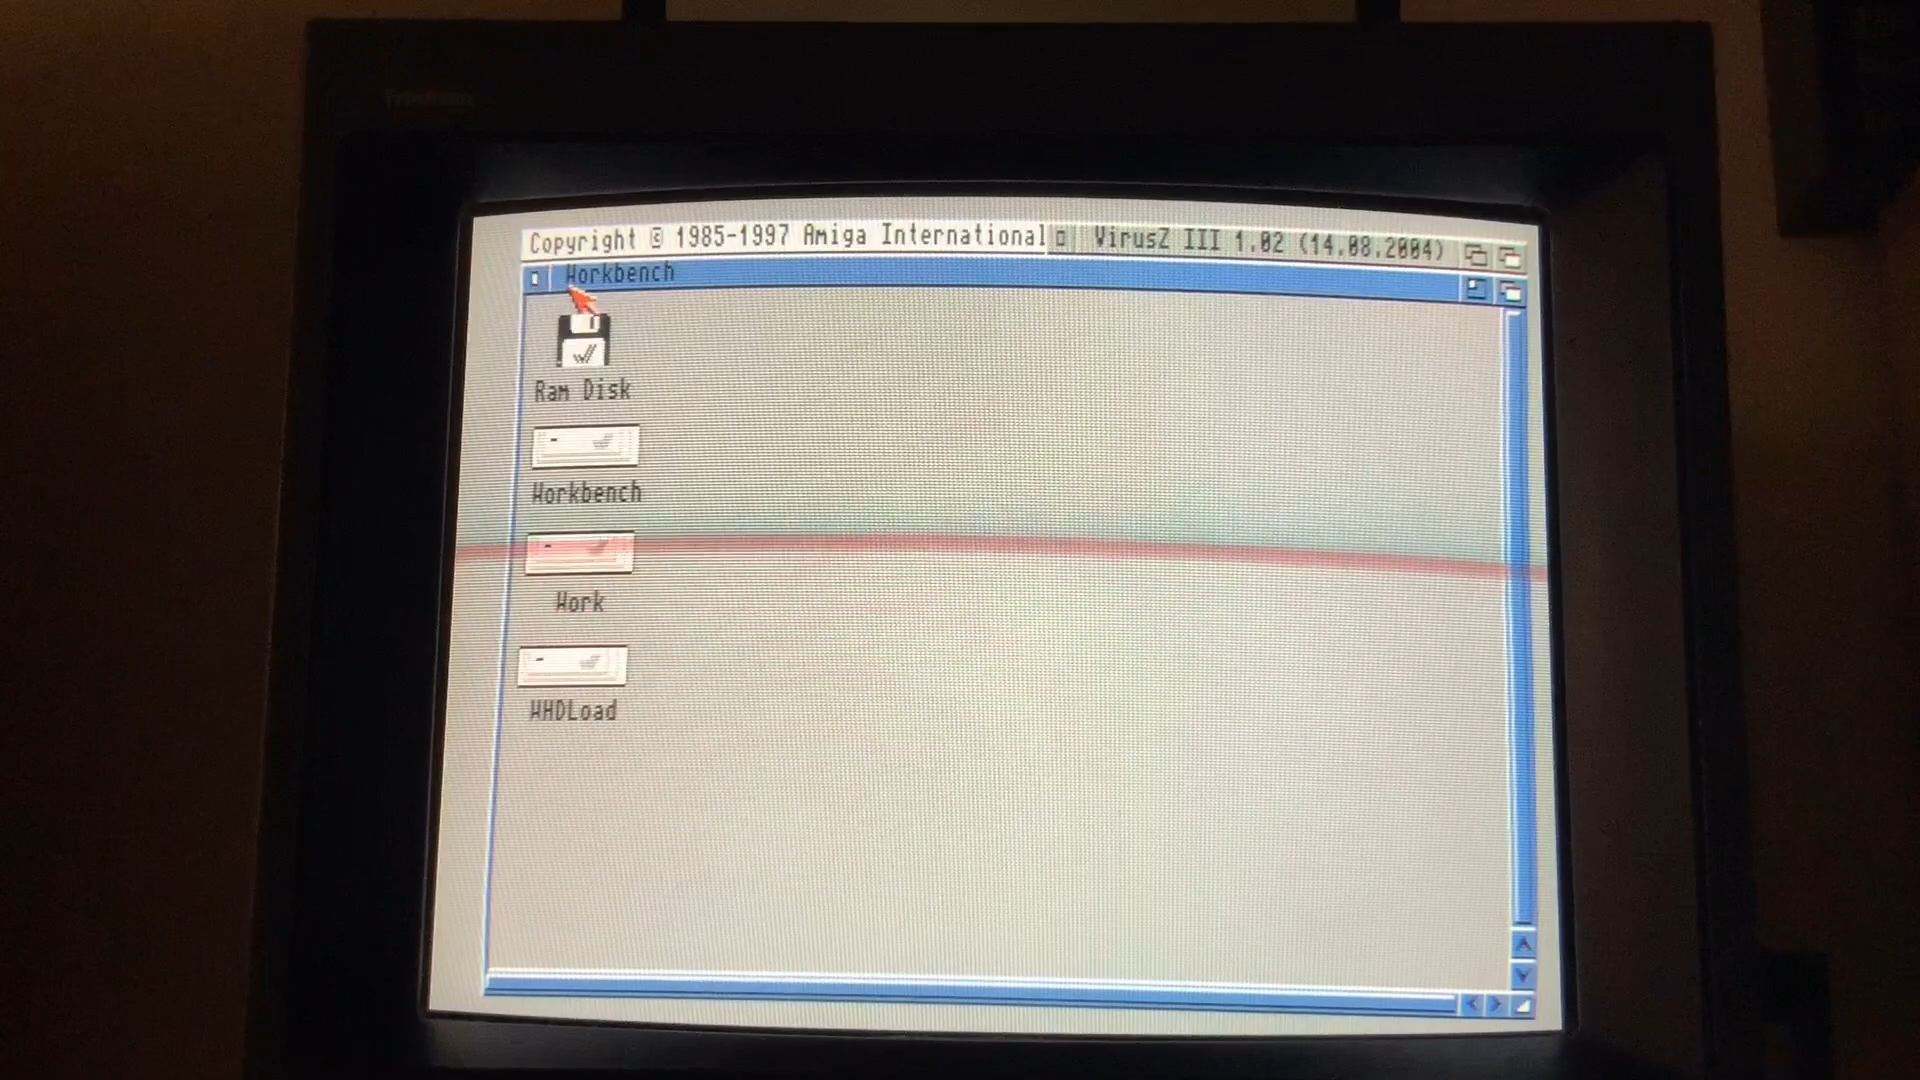 Copyright © 1985-1997 Amiga International
VirusZ III 1.02 (14.08.2004)
Workbench
Ram Disk
Workbench
Work
WHDLoad